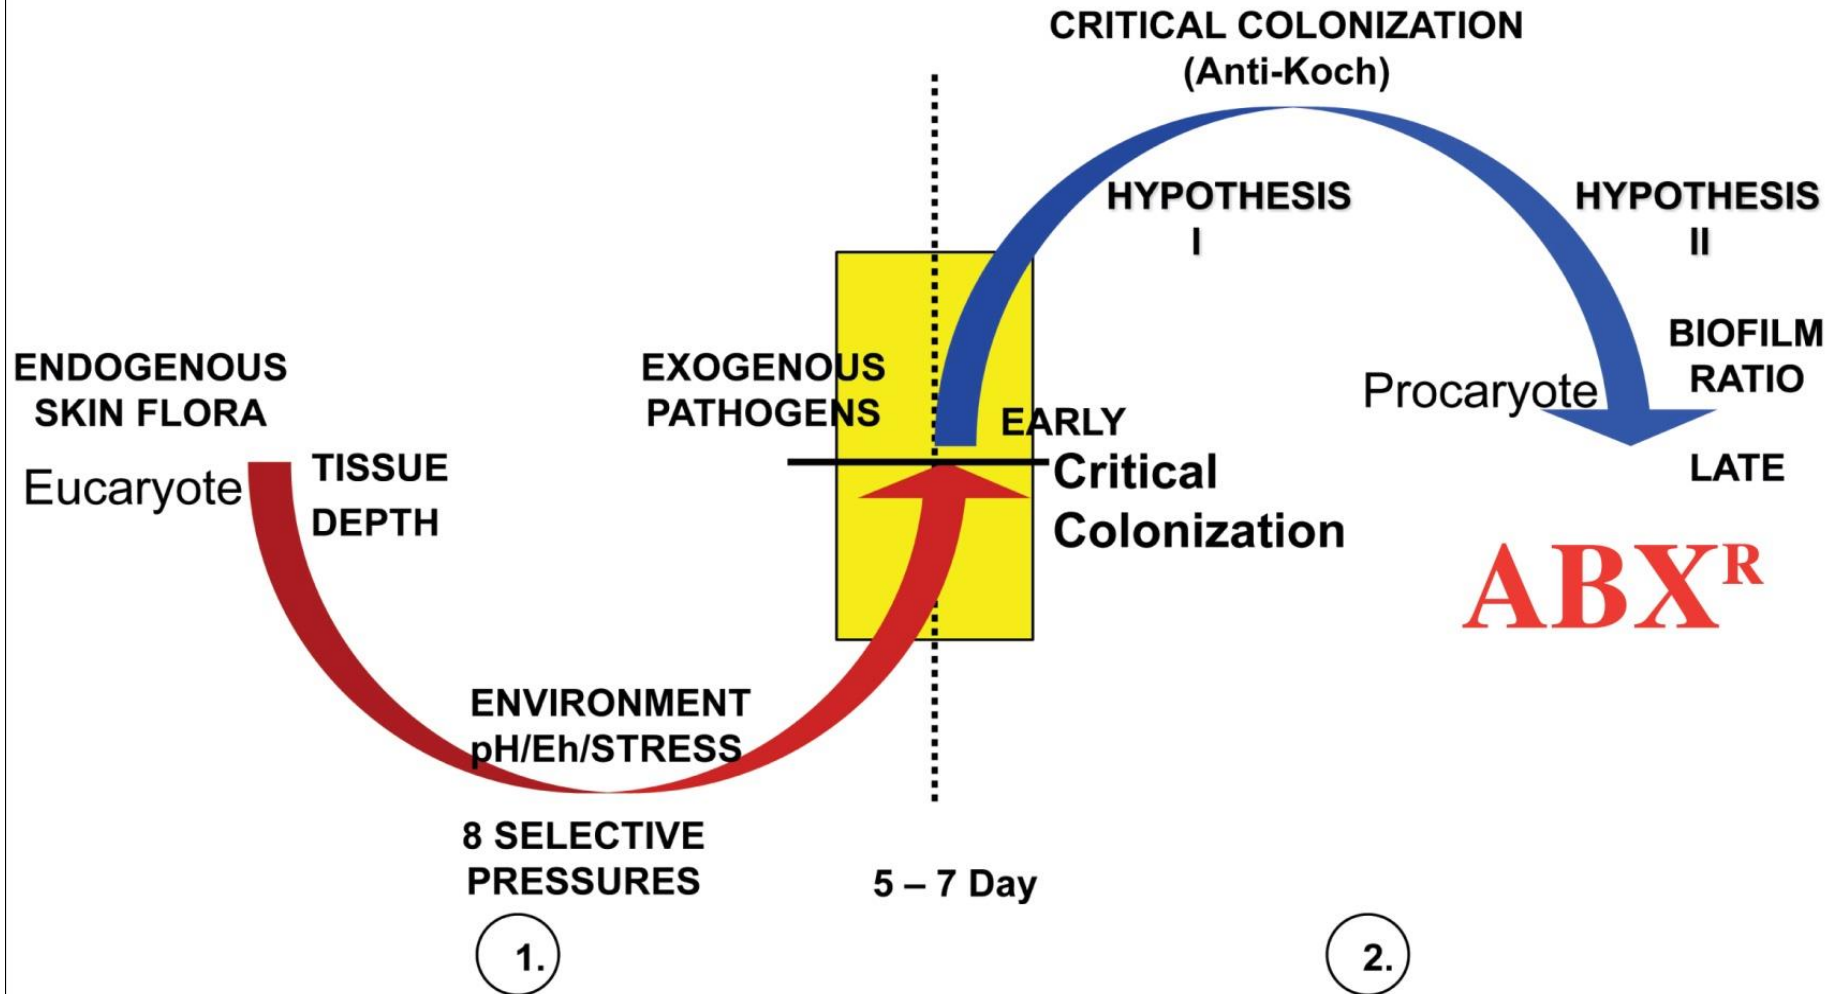 CRITICAL COLONIZATION
(Anti-Koch)
HYPOTHESIS
I
HYPOTHESIS
II
BIOFILM
RATIO
Procaryote
LATE
ABXᴿ
ENDOGENOUS
SKIN FLORA
Eucaryote
TISSUE
DEPTH
EXOGENOUS
PATHOGENS
EARLY
Critical
Colonization
ENVIRONMENT
pH/Eh/STRESS
8 SELECTIVE
PRESSURES
5 – 7 Day
1.
2.